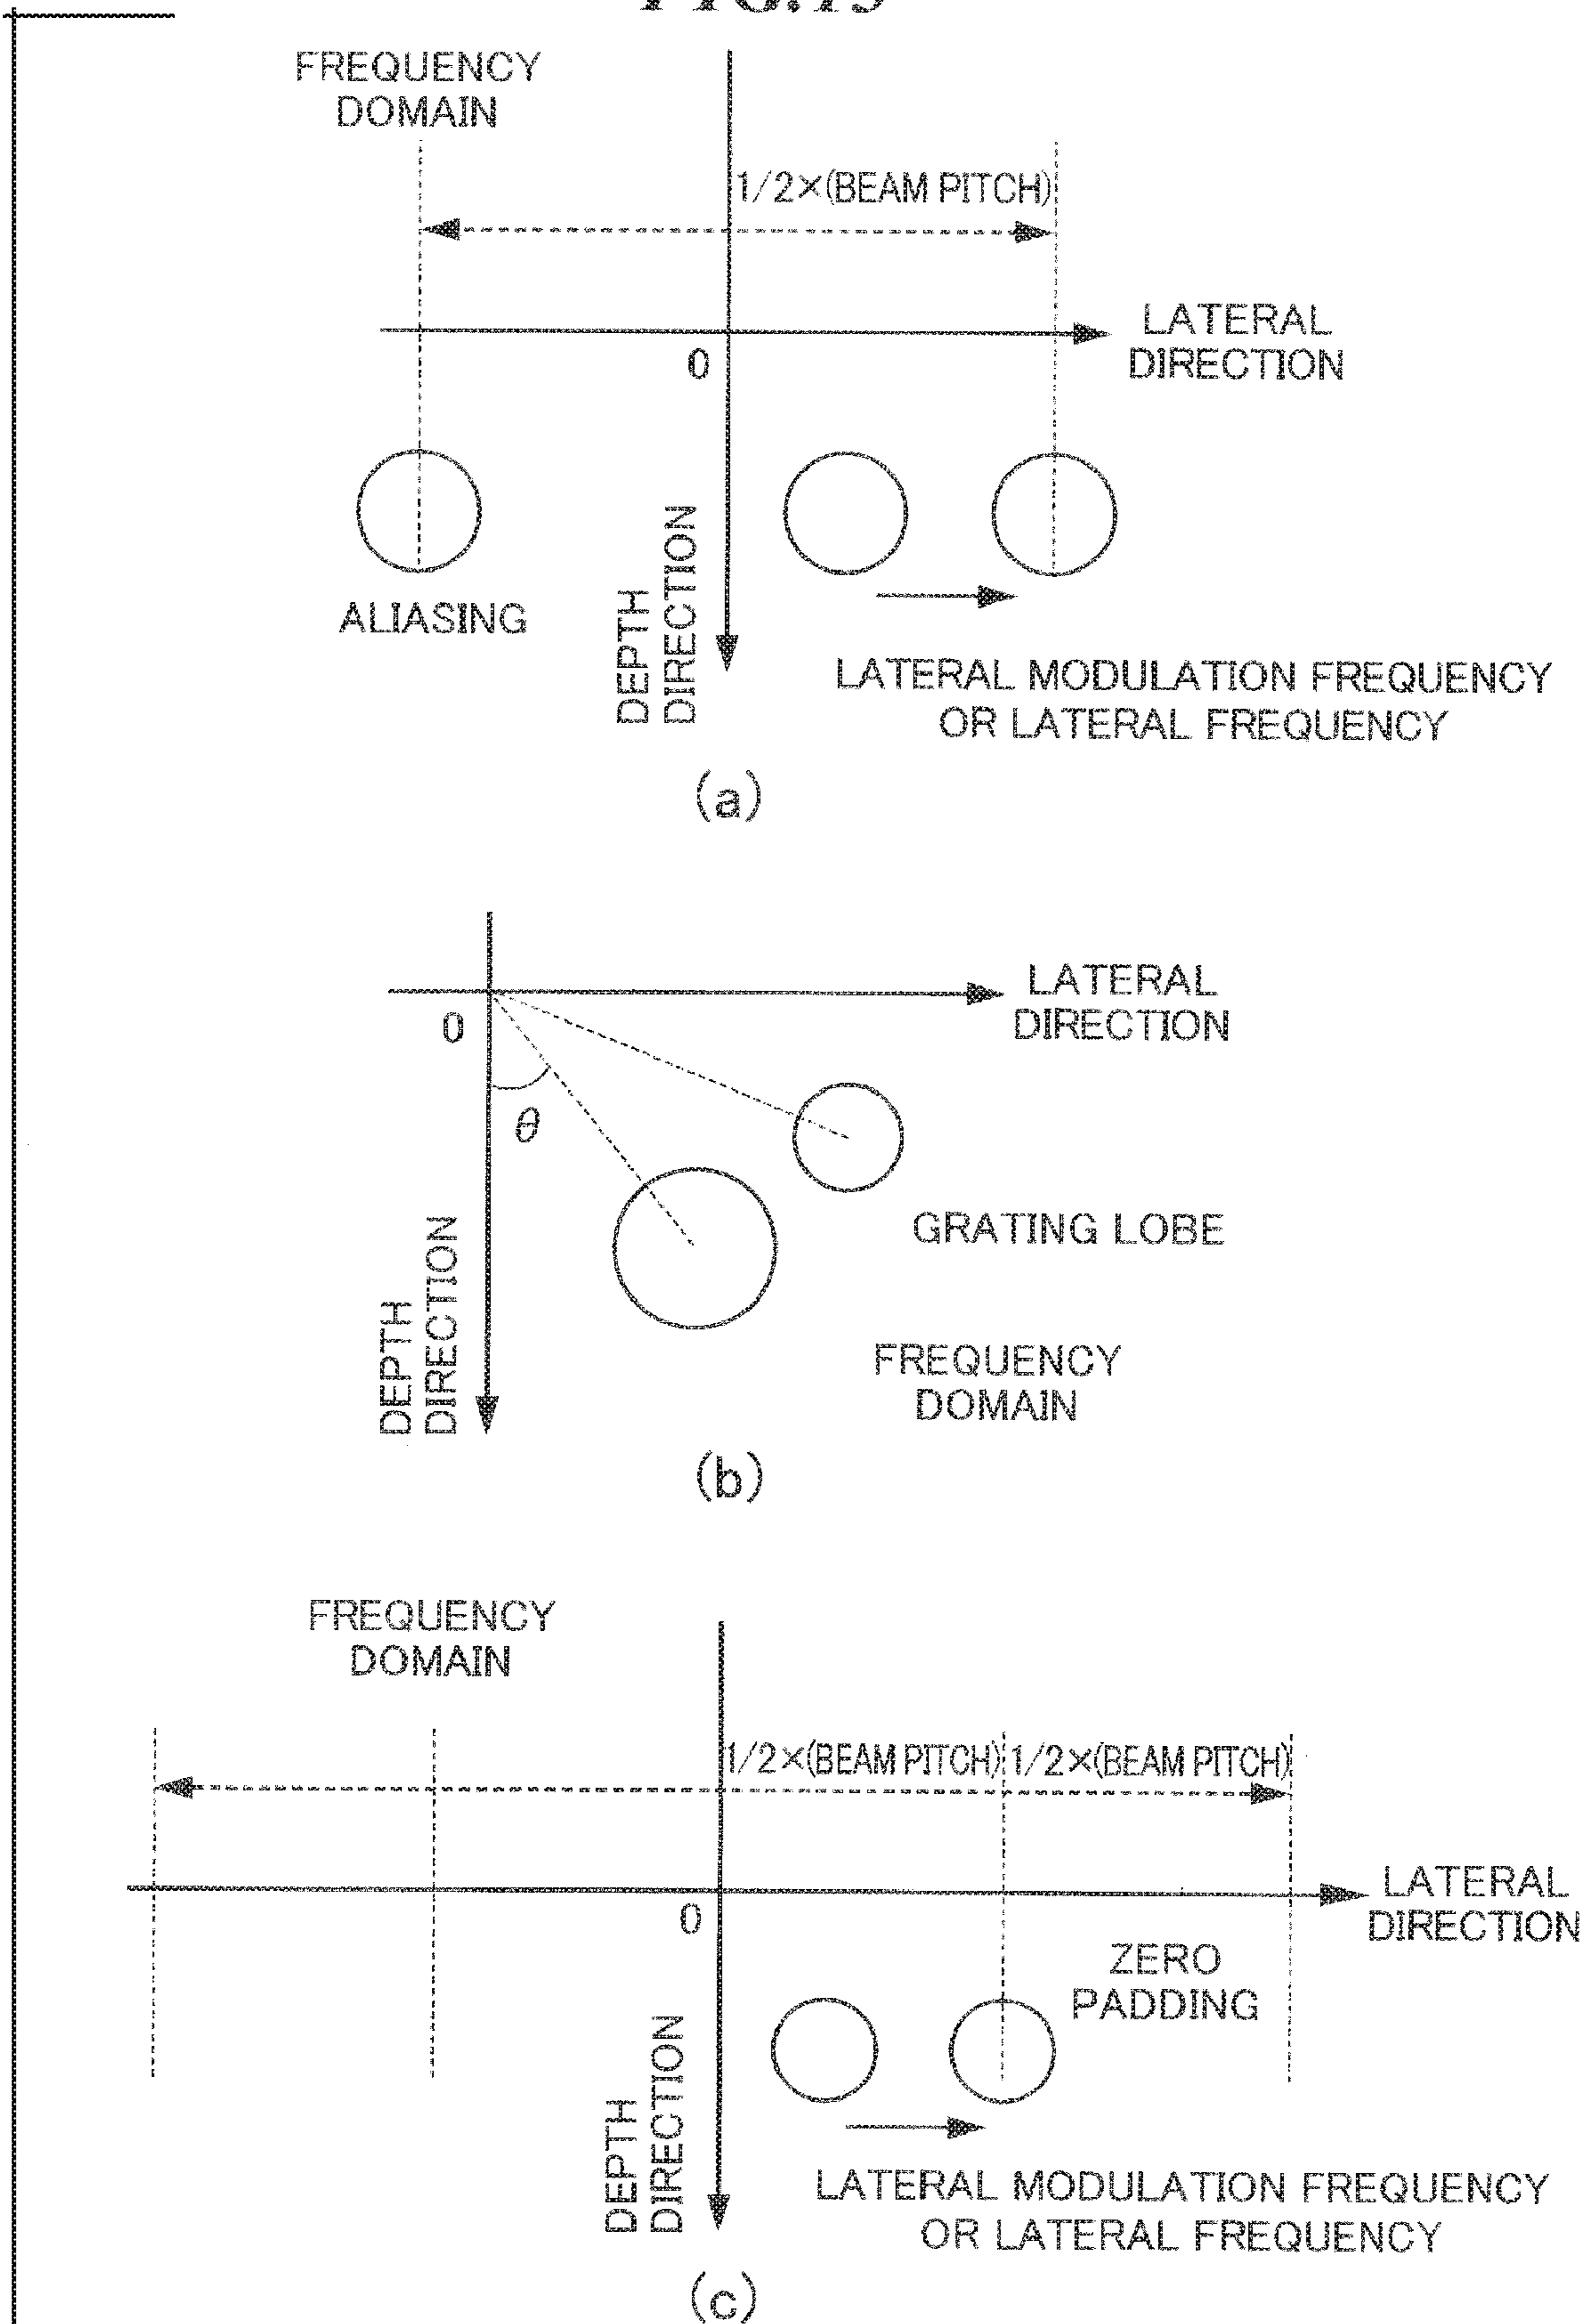 FREQUENCY
DOMAIN
1/2×(BEAM PITCH)
LATERAL
DIRECTION
0
ALIASING
DEPTH
DIRECTION
LATERAL MODULATION FREQUENCY
OR LATERAL FREQUENCY
(a)
LATERAL
DIRECTION
0
θ
GRATING LOBE
DEPTH
DIRECTION
FREQUENCY
DOMAIN
(b)
FREQUENCY
DOMAIN
1/2×(BEAM PITCH) 1/2×(BEAM PITCH)
LATERAL
DIRECTION
0
ZERO
PADDING
DEPTH
DIRECTION
LATERAL MODULATION FREQUENCY
OR LATERAL FREQUENCY
(c)